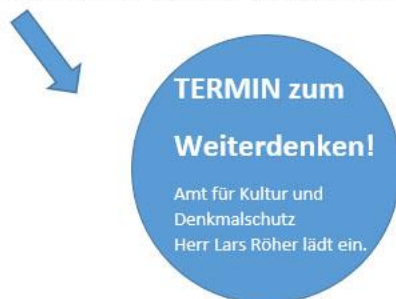 TERMIN zum
Weiterdenken!
Amt für Kultur und
Denkmalschutz
Herr Lars Röher lädt ein.